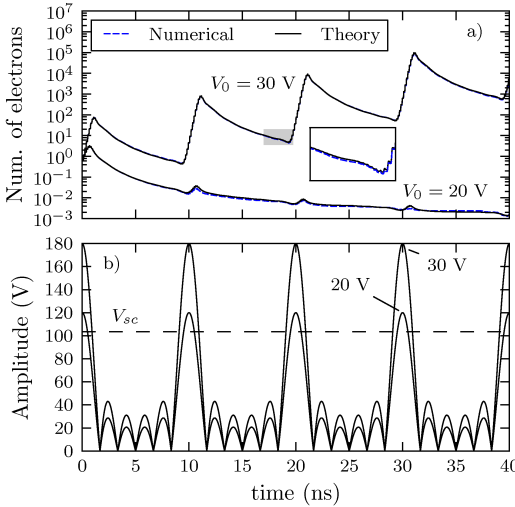 10^7
10^6
10^5
10^4
10^3
10^2
10^1
10^0
10^{-1}
10^{-2}
10^{-3}
Num. of electrons
Numerical
Theory
a)
V_0 = 30 V
V_0 = 20 V
180
160
140
120
100
80
60
40
20
0
Amplitude (V)
b)
V_{sc}
20 V
30 V
0
5
10
15
20
25
30
35
40
time (ns)